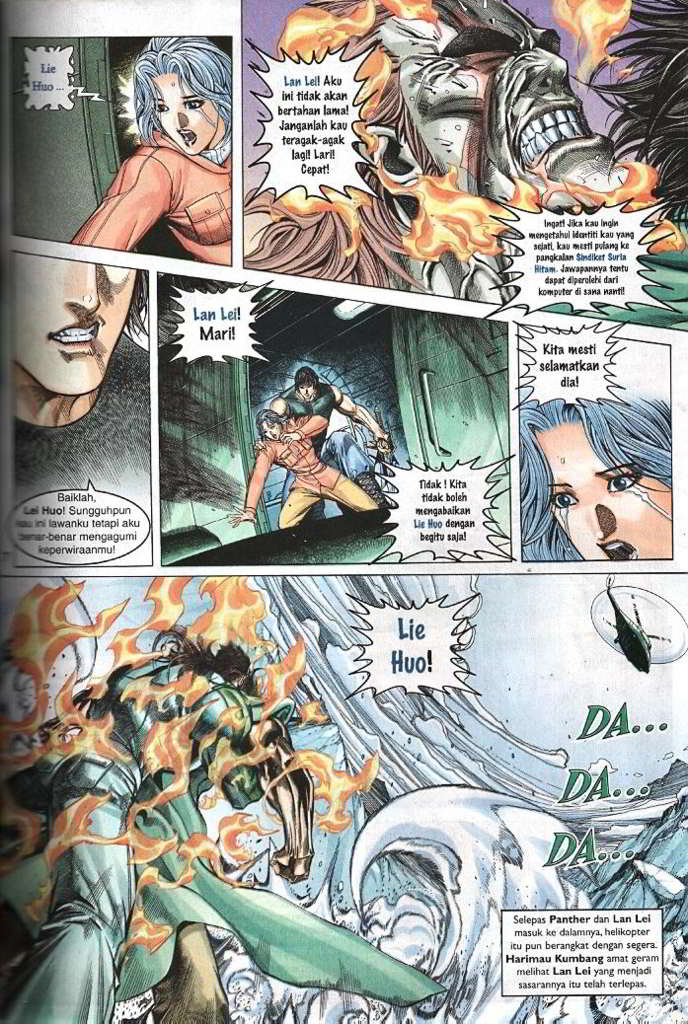 Lie
Huo ...
Lan Lei! Aku
ini tidak akan
bertahan lama!
Janganlah kau
teragak-agak
lagi! Lari!
Cepat!
Ingat! Jika kau ingin
mengetahui identiti kau yang
sejati, kau mesti pulang ke
pangkalan Sindiket Suria
Hitam. Jawapannya tentu
dapat diperolehi dari
komputer di sana nanti!
Baiklah,
Lei Huo! Sungguhpun
kau ini lawanku tetapi aku
benar-benar mengagumi
keperwiraanmu!
Lan Lei!
Mari!
Tidak! Kita
tidak boleh
mengabaikan
Lie Huo dengan
begitu saja!
Kita mesti
selamatkan
dia!
Lie
Huo!
DA...
DA...
DA...
Selepas Panther dan Lan Lei
masuk ke dalamnya, helikopter
itu pun berangkat dengan segera.
Harimau Kumbang amat geram
melihat Lan Lei yang menjadi
sasarannya itu telah terlepas.